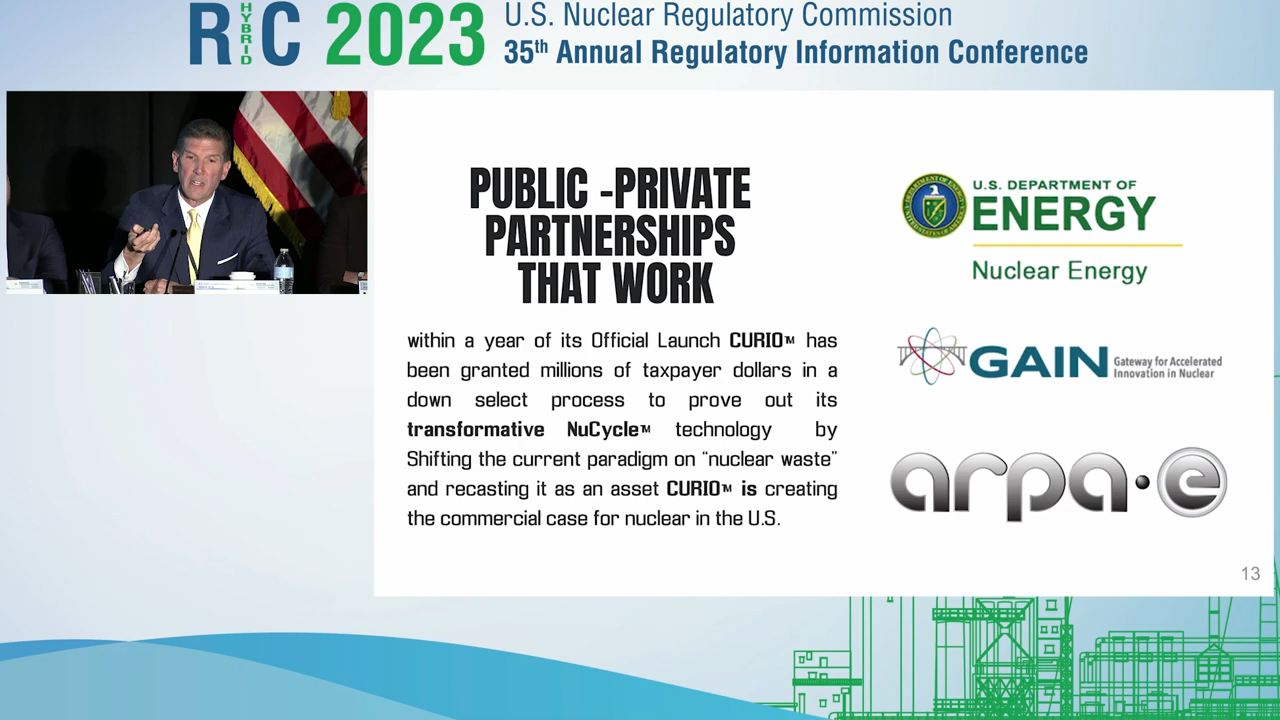 RIC 2023
HYBRID
U.S. Nuclear Regulatory Commission
35th Annual Regulatory Information Conference
PUBLIC -PRIVATE
PARTNERSHIPS
THAT WORK
within a year of its Official Launch CURIO™ has
been granted millions of taxpayer dollars in a
down select process to prove out its
transformative NuCycle™ technology by
Shifting the current paradigm on “nuclear waste”
and recasting it as an asset CURIO™ is creating
the commercial case for nuclear in the U.S.
U.S. DEPARTMENT OF
ENERGY
Nuclear Energy
GAIN
Gateway for Accelerated
Innovation in Nuclear
arpa·e
13